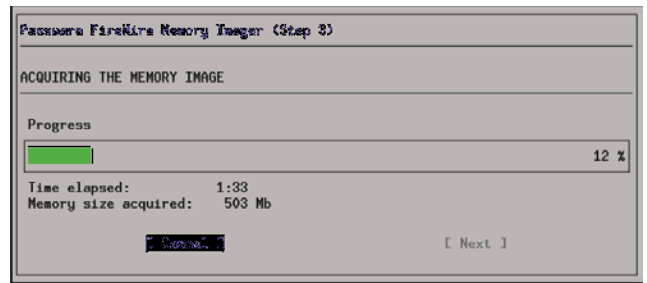 Passware FireWire Memory Imager (Step 3)
ACQUIRING THE MEMORY IMAGE
Progress
12 %
Time elapsed: 1:33
Memory size acquired: 503 Mb
[ Cancel ] [ Next ]